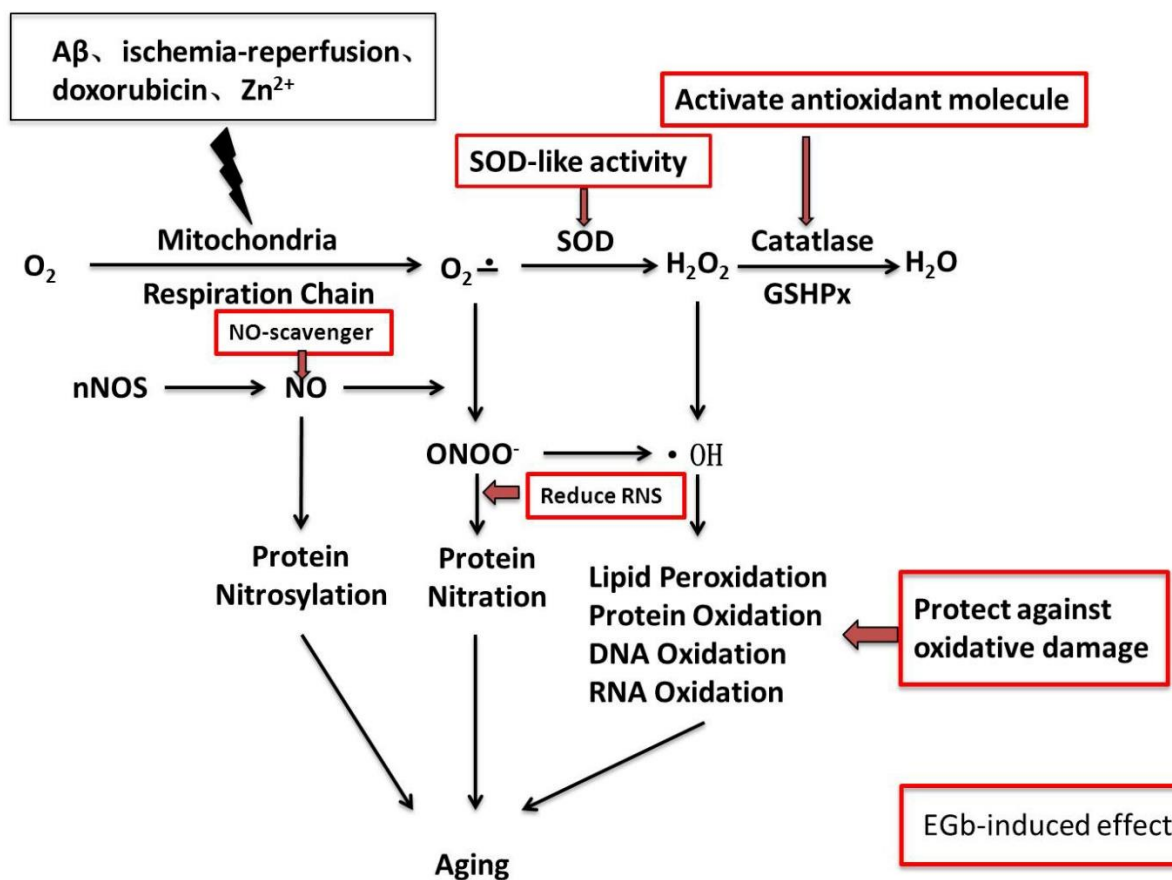 Aβ、ischemia-reperfusion、
doxorubicin、Zn²⁺
Activate antioxidant molecule
SOD-like activity
Mitochondria
SOD
Catatlase
O₂
O₂∸
H₂O₂
H₂O
Respiration Chain
GSHPx
NO-scavenger
nNOS
NO
ONOO⁻
·OH
Reduce RNS
Protein
Nitrosylation
Protein
Nitration
Lipid Peroxidation
Protein Oxidation
DNA Oxidation
RNA Oxidation
Protect against
oxidative damage
EGb-induced effect
Aging